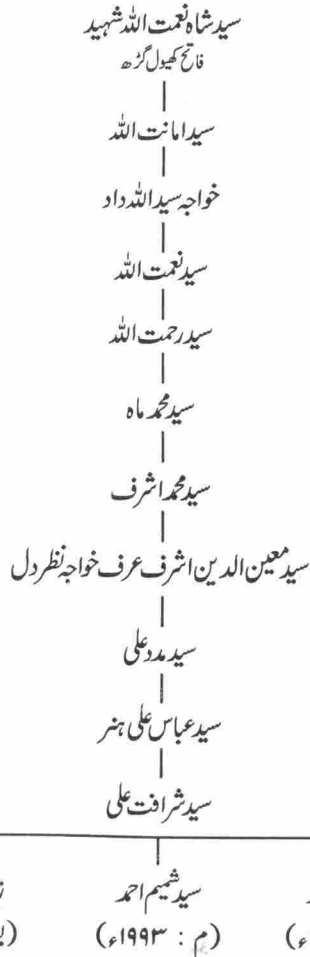 سید شاہ نعمت اللہ شہید
فاتح کھیول گڑھ
سید امانت اللہ
خواجہ سید اللہ داد
سید نعمت اللہ
سید رحمت اللہ
سید محمد ماہ
سید محمد اشرف
سید معین الدین اشرف عرف خواجہ نظر دل
سید مدد علی
سید عباس علی ہنر
سید شرافت علی
سید شمیم احمد
(م : ۱۹۹۳ء)